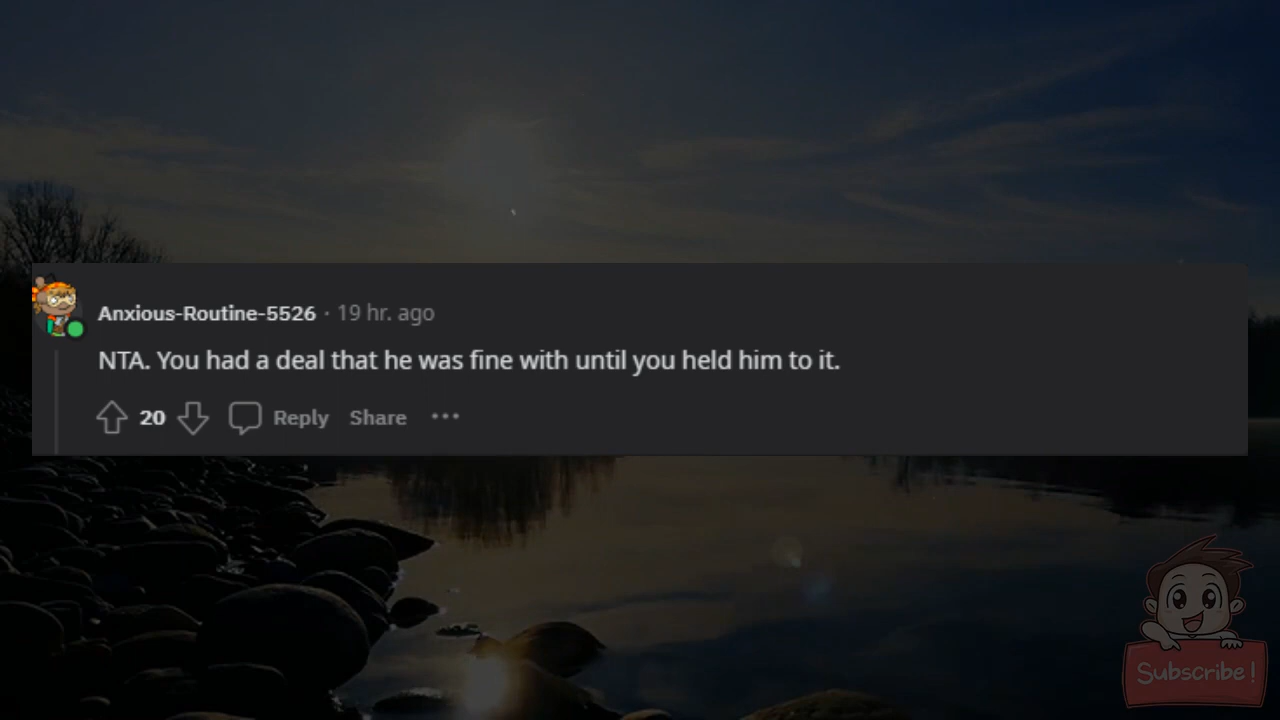 Anxious-Routine-5526 · 19 hr. ago
NTA. You had a deal that he was fine with until you held him to it.
20 Reply Share ···
Subscribe!